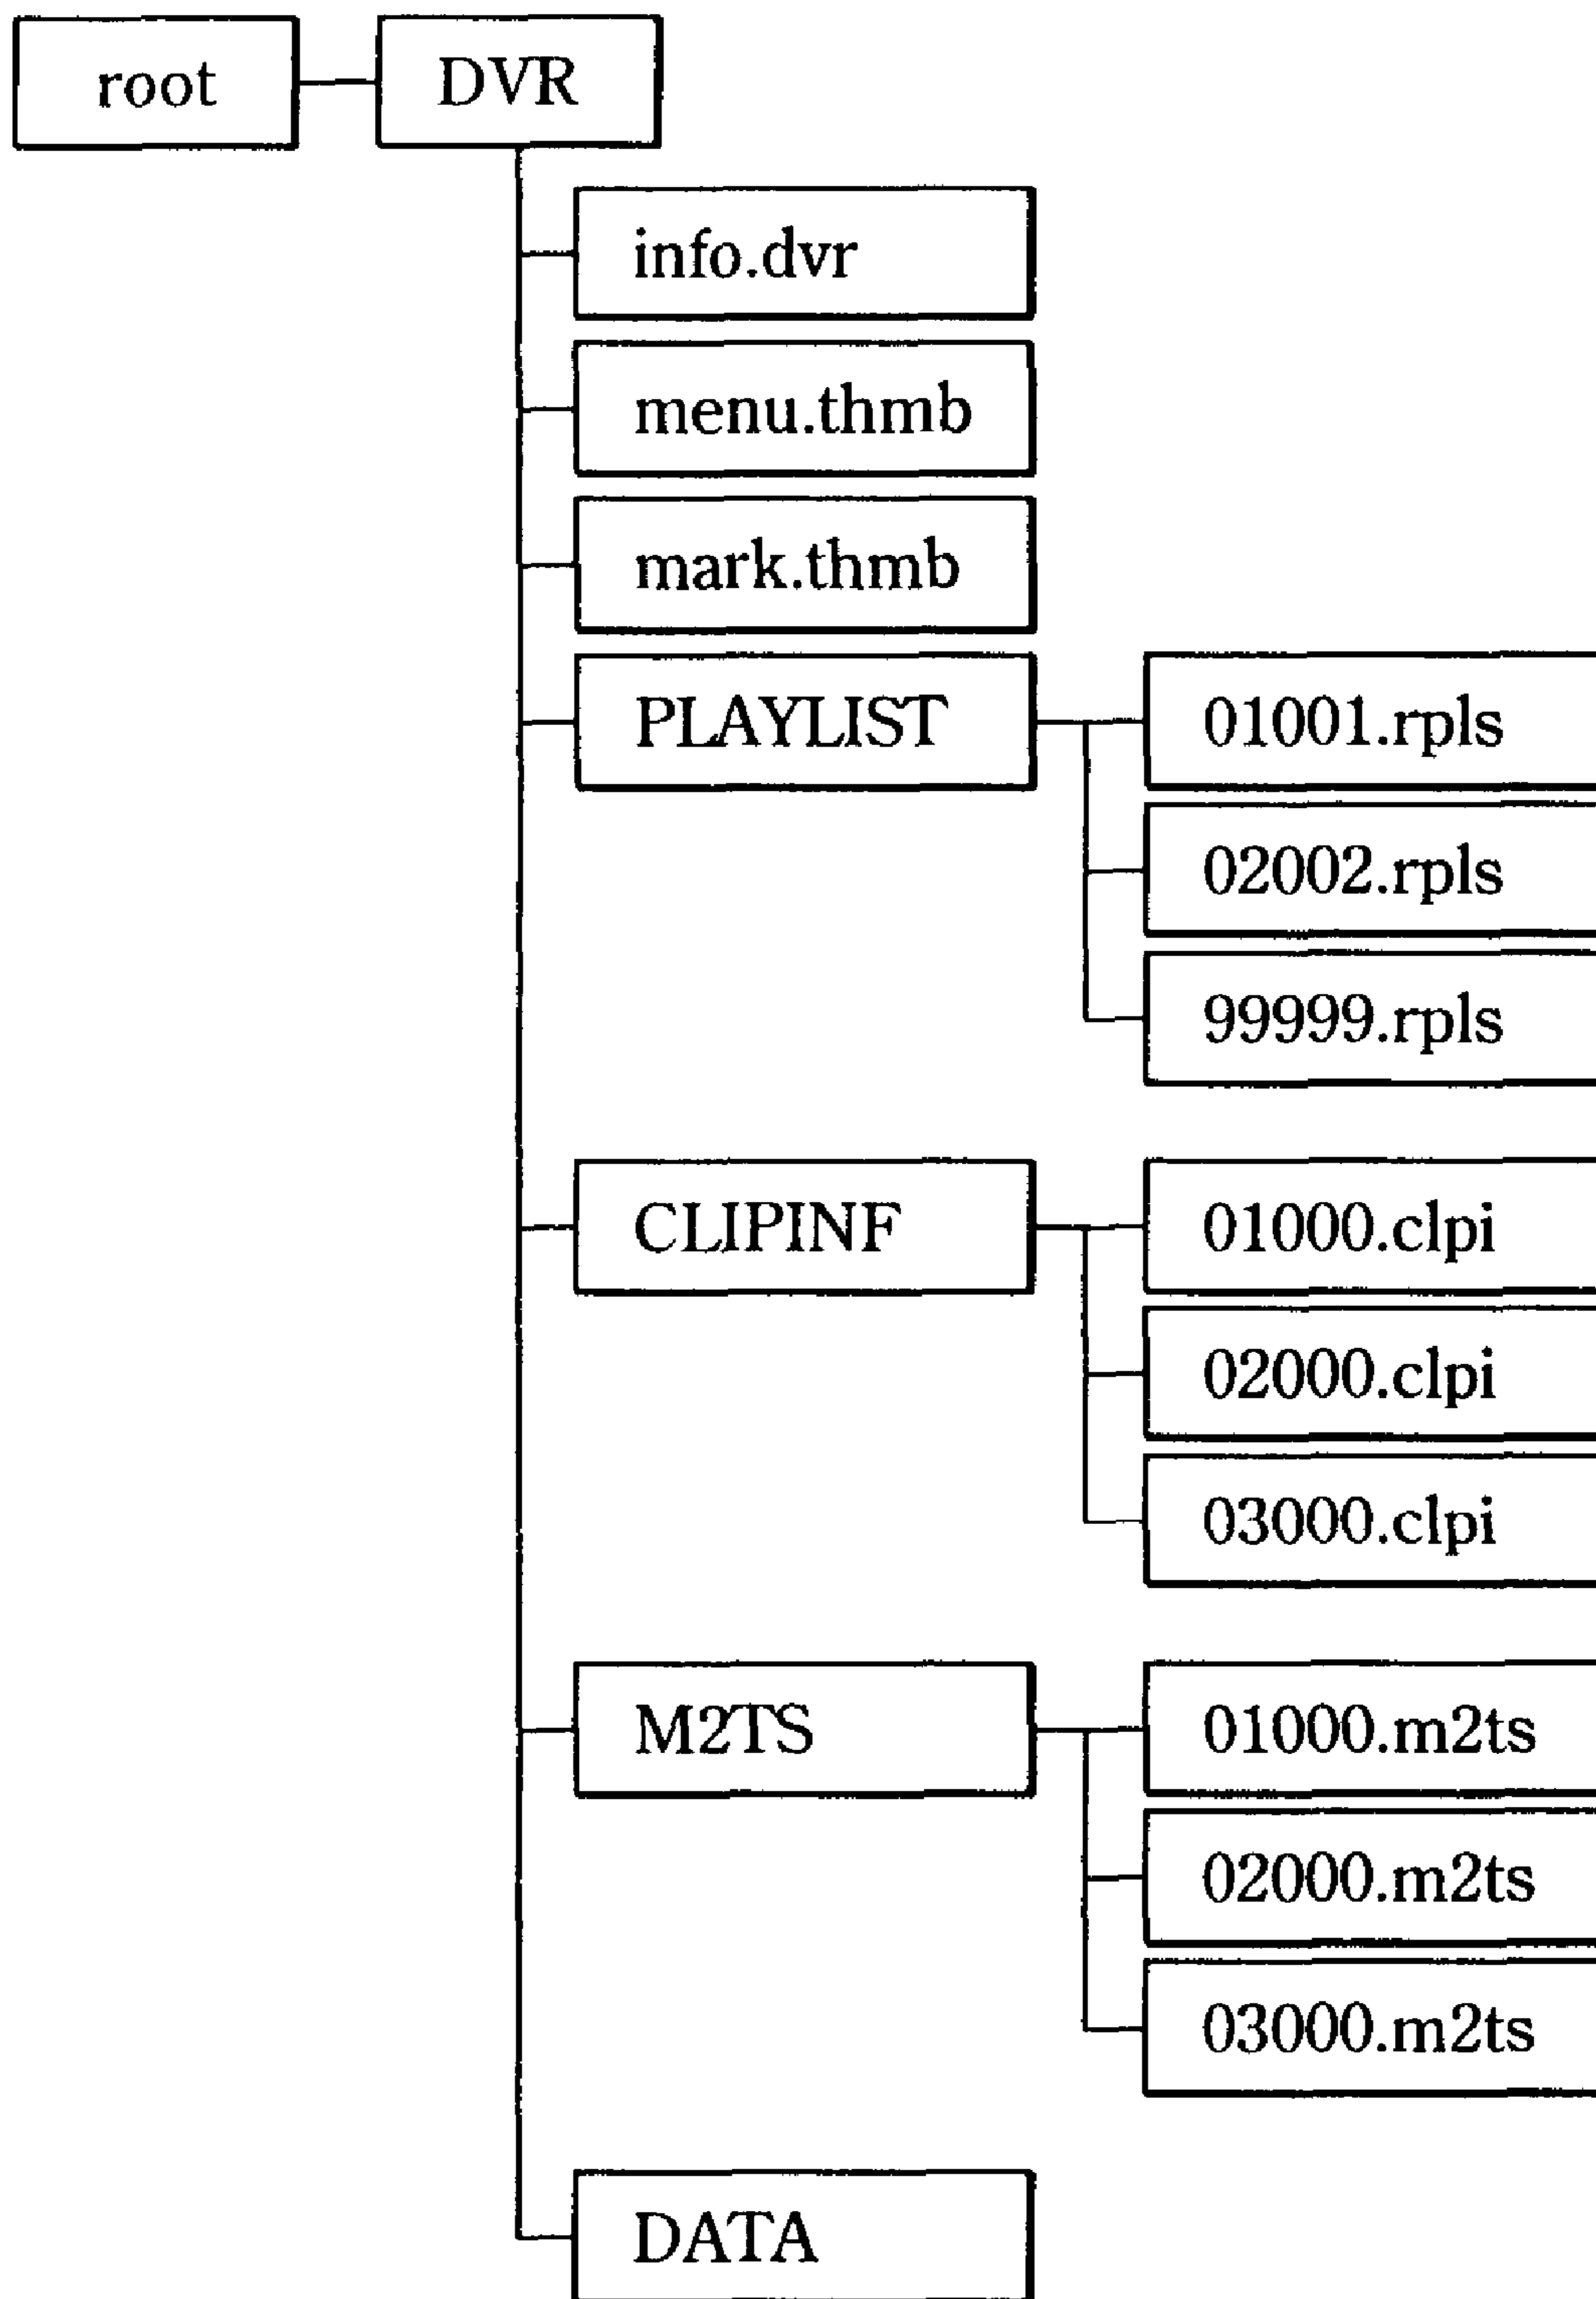 root
DVR
info.dvr
menu.thmb
mark.thmb
PLAYLIST
01001.rpls
02002.rpls
99999.rpls
CLIPINF
01000.clpi
02000.clpi
03000.clpi
M2TS
01000.m2ts
02000.m2ts
03000.m2ts
DATA